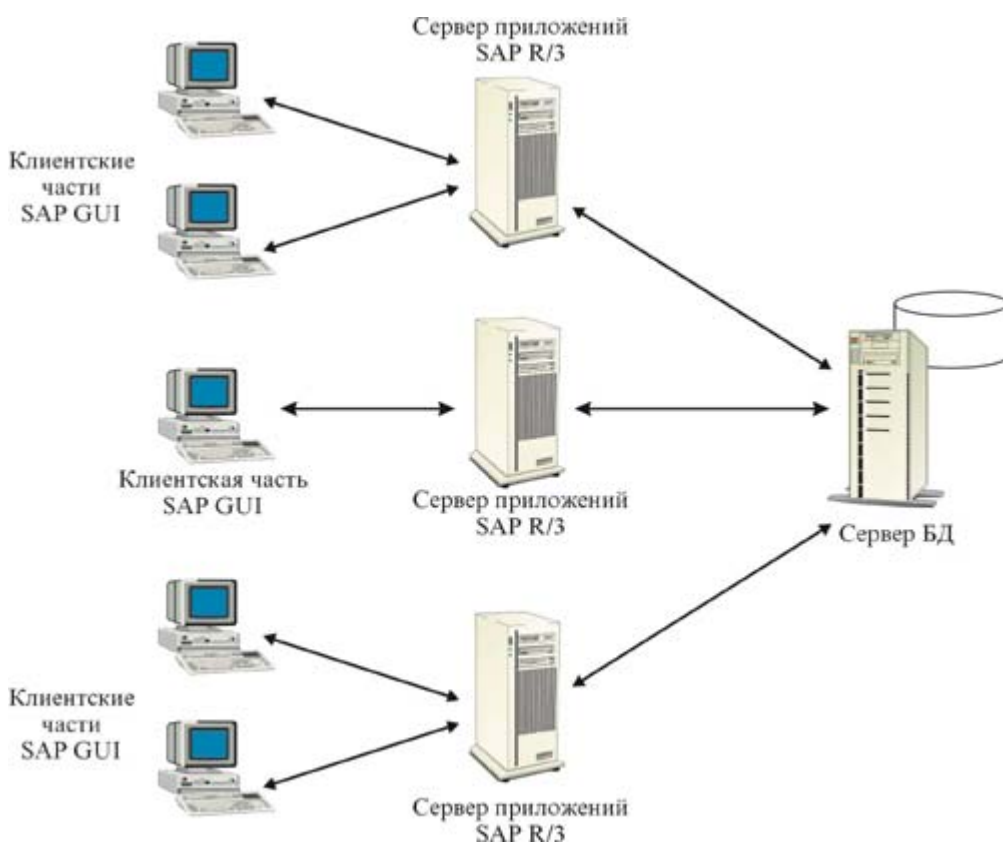 Сервер приложений
SAP R/3
Клиентские
части
SAP GUI
Клиентская часть
SAP GUI
Сервер приложений
SAP R/3
Сервер БД
Клиентские
части
SAP GUI
Сервер приложений
SAP R/3